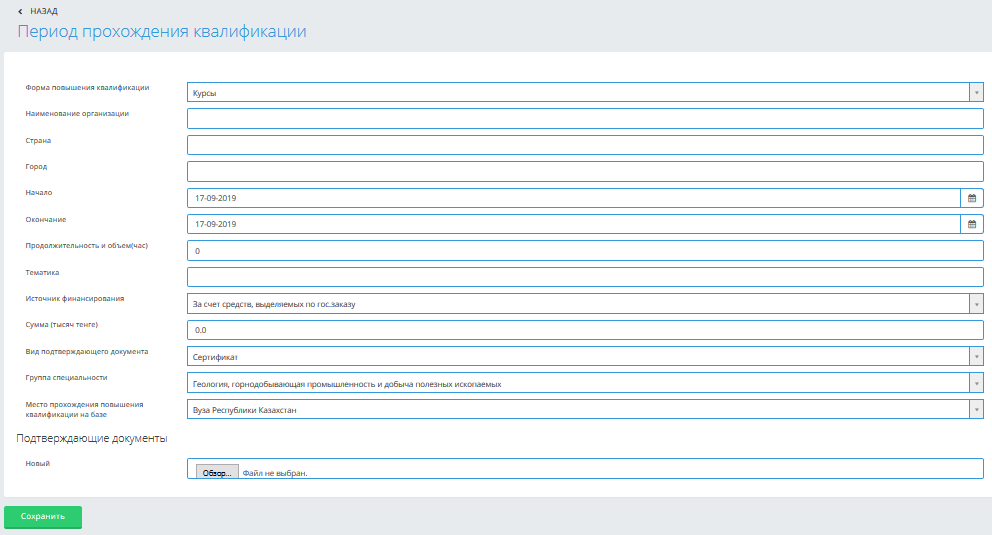 НАЗАД
Период прохождения квалификации
Форма повышения квалификации
Курсы
Наименование организации
Страна
Город
Начало
17-09-2019
Окончание
17-09-2019
Продолжительность и объем(час)
0
Тематика
Источник финансирования
За счет средств, выделяемых по гос.заказу
Сумма (тысяч тенге)
0.0
Вид подтверждающего документа
Сертификат
Группа специальности
Геология, горнодобывающая промышленность и добыча полезных ископаемых
Место прохождения повышения
квалификации на базе
Вуза Республики Казахстан
Подтверждающие документы
Новый
Обзор... Файл не выбран.
Сохранить